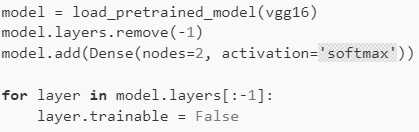 model = load_pretrained_model(vgg16)
model.layers.remove(-1)
model.add(Dense(nodes=2, activation='softmax'))
for layer in model.layers[:-1]:
    layer.trainable = False